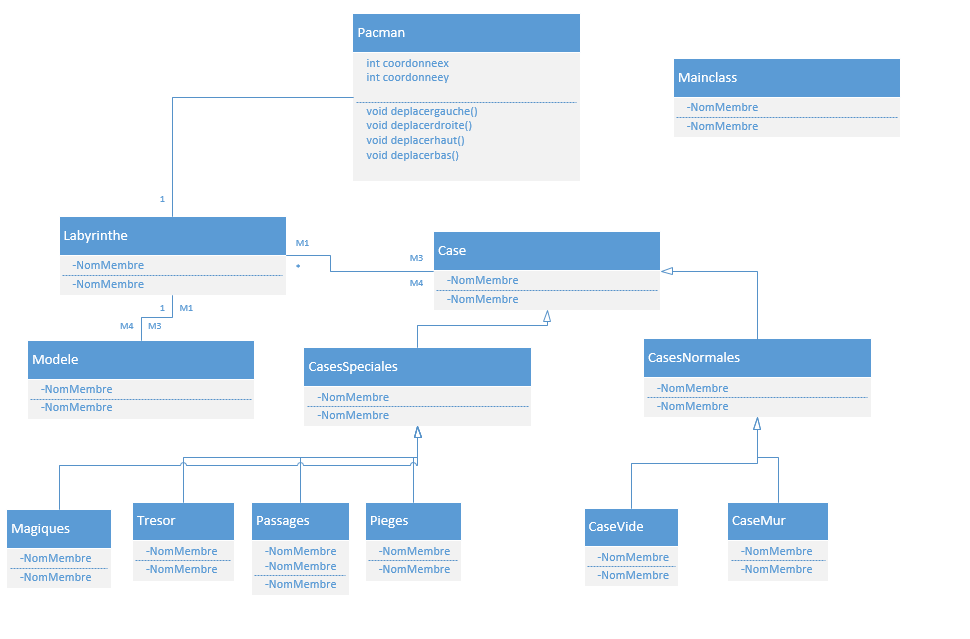 Pacman
int coordonneex
int coordonneey
void deplacergauche()
void deplacerdroite()
void deplacerhaut()
void deplacerbas()
Mainclass
-NomMembre
-NomMembre
1
Labyrinthe
-NomMembre
-NomMembre
M1
*
M3
M4
Case
-NomMembre
-NomMembre
1
M1
M4
M3
Modele
-NomMembre
-NomMembre
CasesSpeciales
-NomMembre
-NomMembre
CasesNormales
-NomMembre
-NomMembre
Magiques
-NomMembre
-NomMembre
Tresor
-NomMembre
-NomMembre
Passages
-NomMembre
-NomMembre
-NomMembre
Pieges
-NomMembre
-NomMembre
CaseVide
-NomMembre
-NomMembre
CaseMur
-NomMembre
-NomMembre